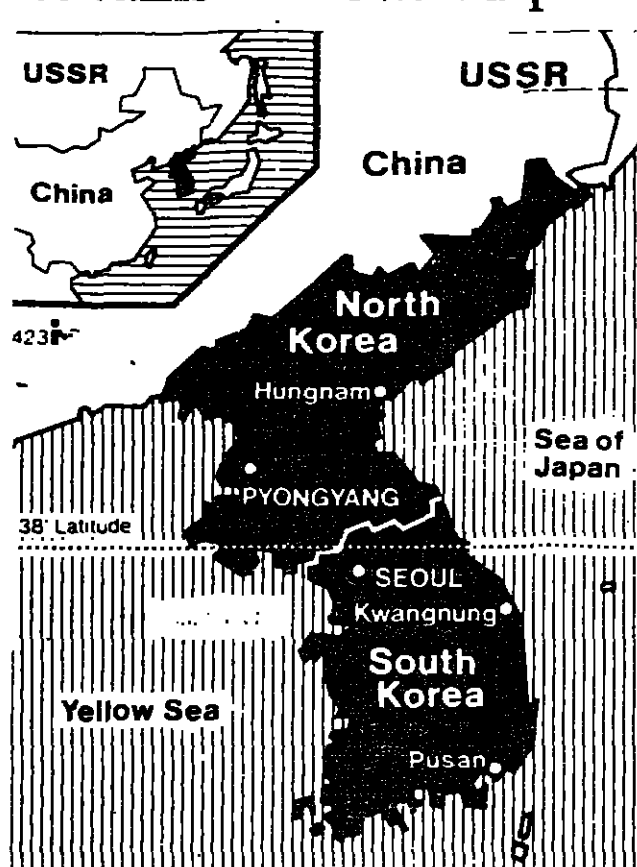 USSR
China
USSR
China
North
Korea
Hungnam
PYONGYANG
Sea of
Japan
38° Latitude
SEOUL
Kwangnung
South
Korea
Yellow Sea
Pusan